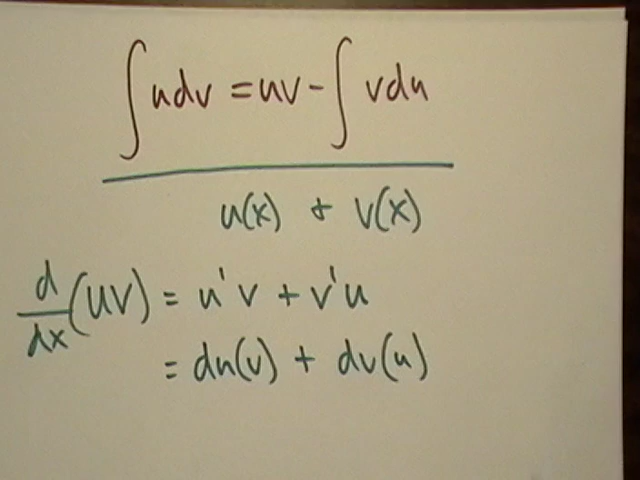 ∫udv = uv - ∫vdu
u(x) + v(x)
d/dx (uv) = u'v + v'u
= du(v) + dv(u)